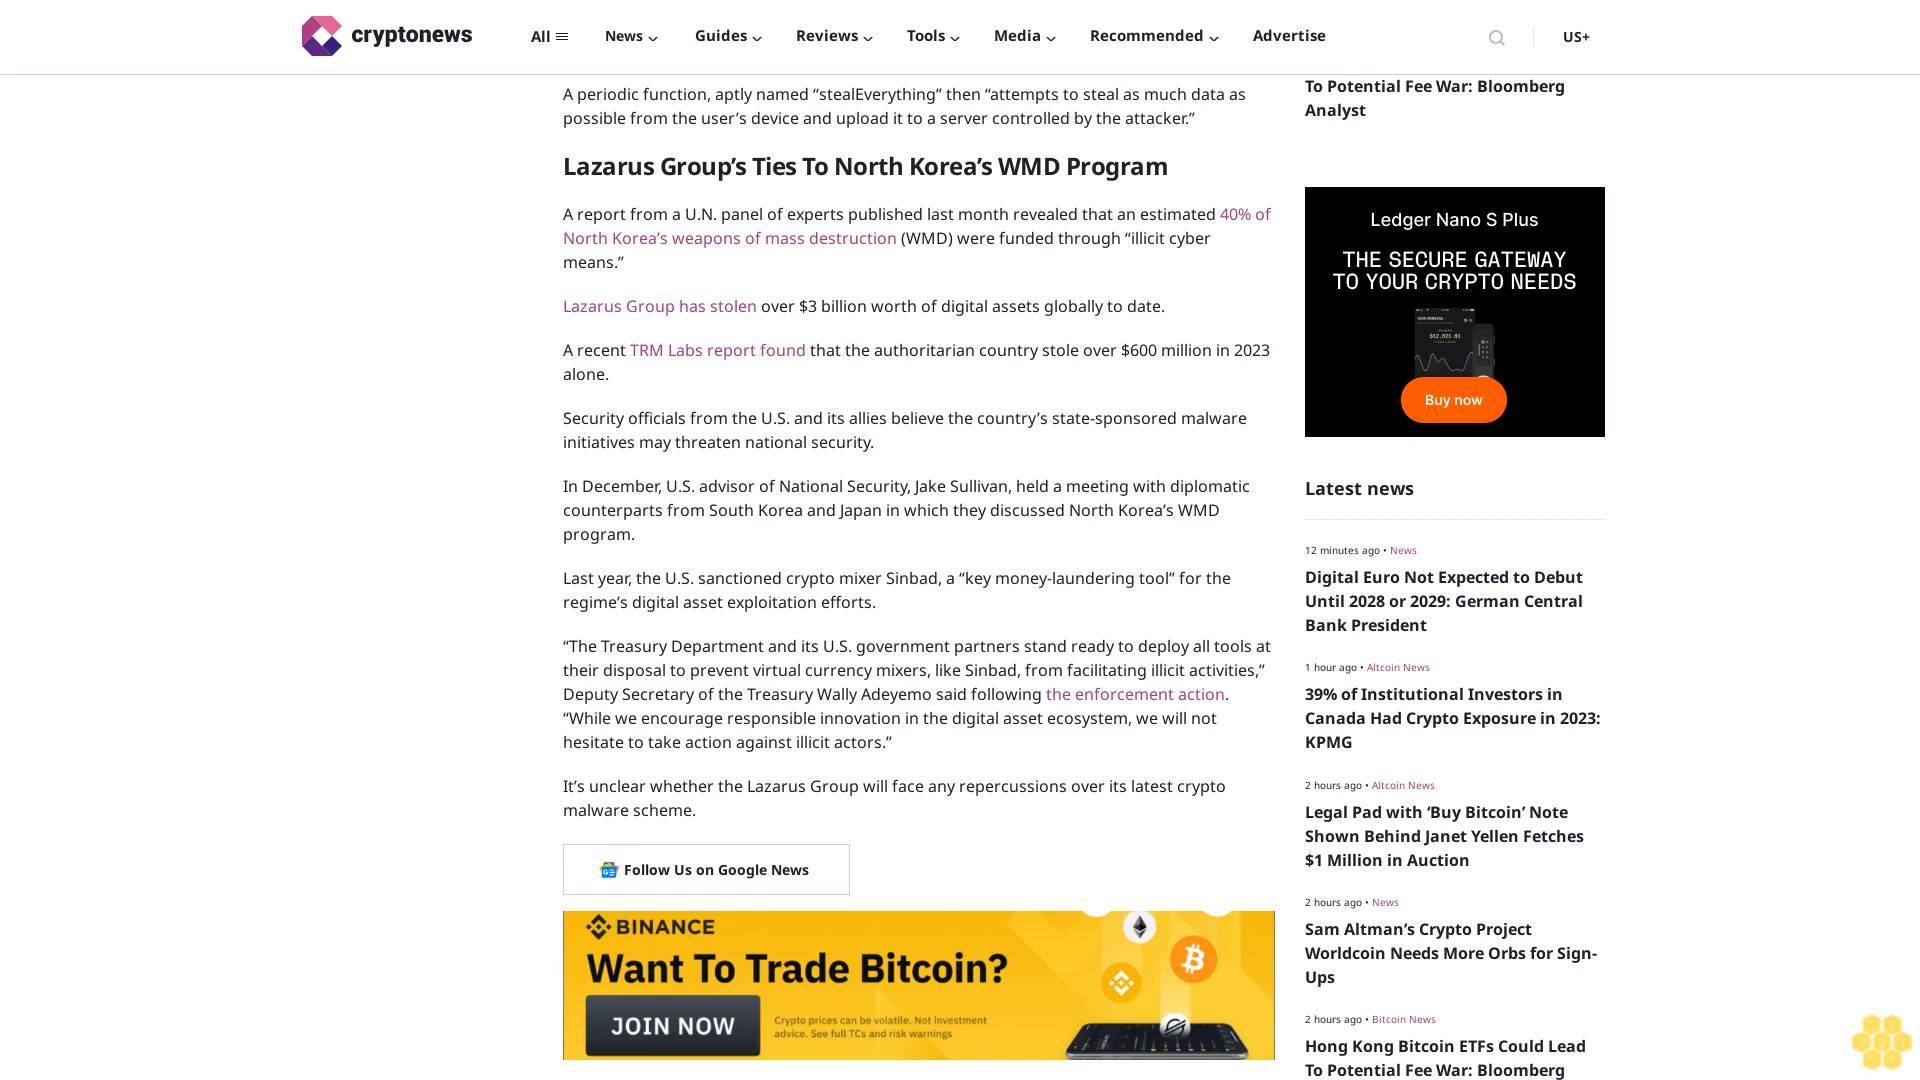 cryptonews
All
News
Guides
Reviews
Tools
Media
Recommended
Advertise
US+
A periodic function, aptly named “stealEverything” then “attempts to steal as much data as
possible from the user’s device and upload it to a server controlled by the attacker.”
Lazarus Group’s Ties To North Korea’s WMD Program
A report from a U.N. panel of experts published last month revealed that an estimated 40% of
North Korea’s weapons of mass destruction (WMD) were funded through “illicit cyber
means.”
Lazarus Group has stolen over $3 billion worth of digital assets globally to date.
A recent TRM Labs report found that the authoritarian country stole over $600 million in 2023
alone.
Security officials from the U.S. and its allies believe the country’s state-sponsored malware
initiatives may threaten national security.
In December, U.S. advisor of National Security, Jake Sullivan, held a meeting with diplomatic
counterparts from South Korea and Japan in which they discussed North Korea’s WMD
program.
Last year, the U.S. sanctioned crypto mixer Sinbad, a “key money-laundering tool” for the
regime’s digital asset exploitation efforts.
“The Treasury Department and its U.S. government partners stand ready to deploy all tools at
their disposal to prevent virtual currency mixers, like Sinbad, from facilitating illicit activities,”
Deputy Secretary of the Treasury Wally Adeyemo said following the enforcement action.
“While we encourage responsible innovation in the digital asset ecosystem, we will not
hesitate to take action against illicit actors.”
It’s unclear whether the Lazarus Group will face any repercussions over its latest crypto
malware scheme.
Follow Us on Google News
BINANCE
Want To Trade Bitcoin?
JOIN NOW
Crypto prices can be volatile. Not investment
advice. See full TCs and risk warnings
To Potential Fee War: Bloomberg
Analyst
Ledger Nano S Plus
THE SECURE GATEWAY
TO YOUR CRYPTO NEEDS
$12,021.01
Buy now
Latest news
12 minutes ago • News
Digital Euro Not Expected to Debut
Until 2028 or 2029: German Central
Bank President
1 hour ago • Altcoin News
39% of Institutional Investors in
Canada Had Crypto Exposure in 2023:
KPMG
2 hours ago • Altcoin News
Legal Pad with ‘Buy Bitcoin’ Note
Shown Behind Janet Yellen Fetches
$1 Million in Auction
2 hours ago • News
Sam Altman’s Crypto Project
Worldcoin Needs More Orbs for Sign-
Ups
2 hours ago • Bitcoin News
Hong Kong Bitcoin ETFs Could Lead
To Potential Fee War: Bloomberg